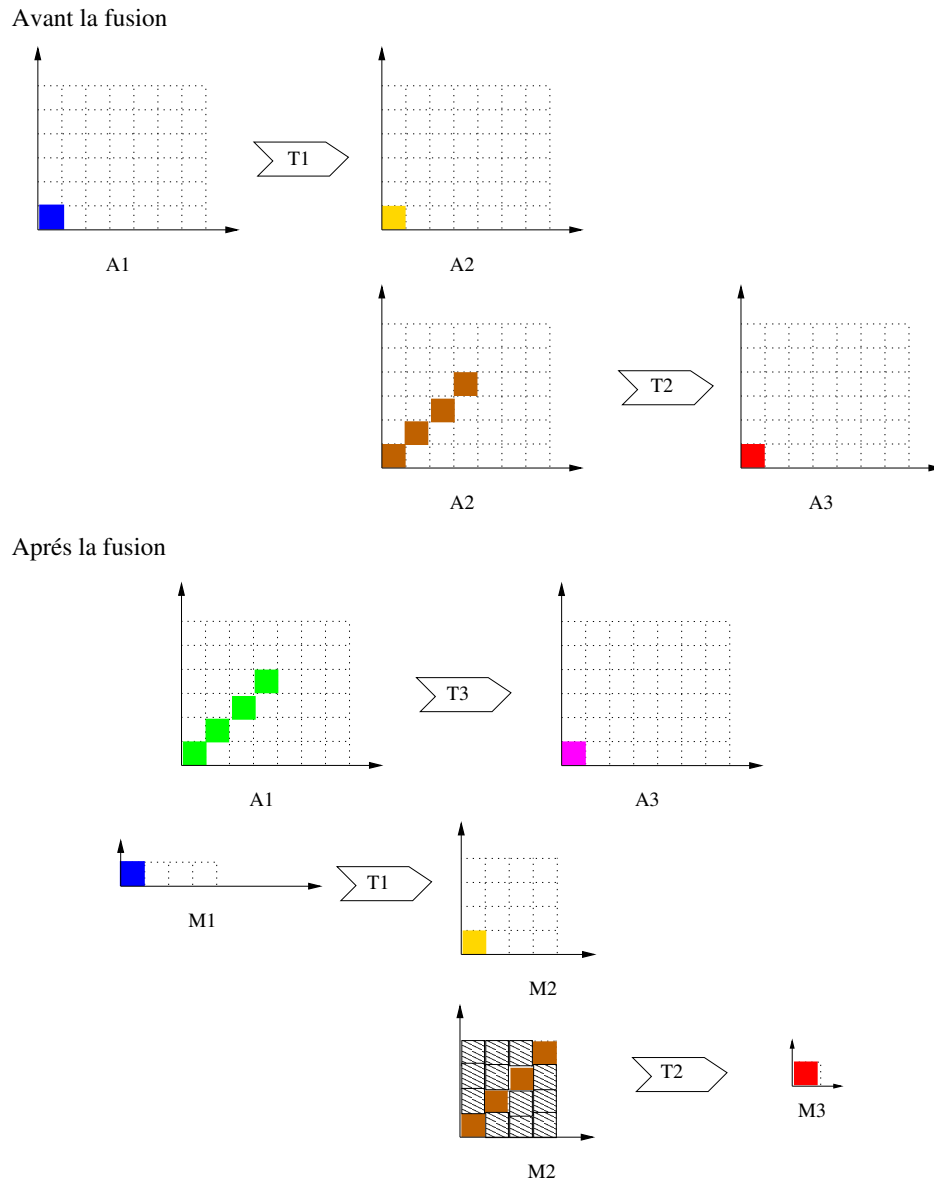 Avant la fusion
T1
A1
A2
T2
A2
A3
Aprés la fusion
T3
A1
A3
T1
M1
M2
T2
M3
M2